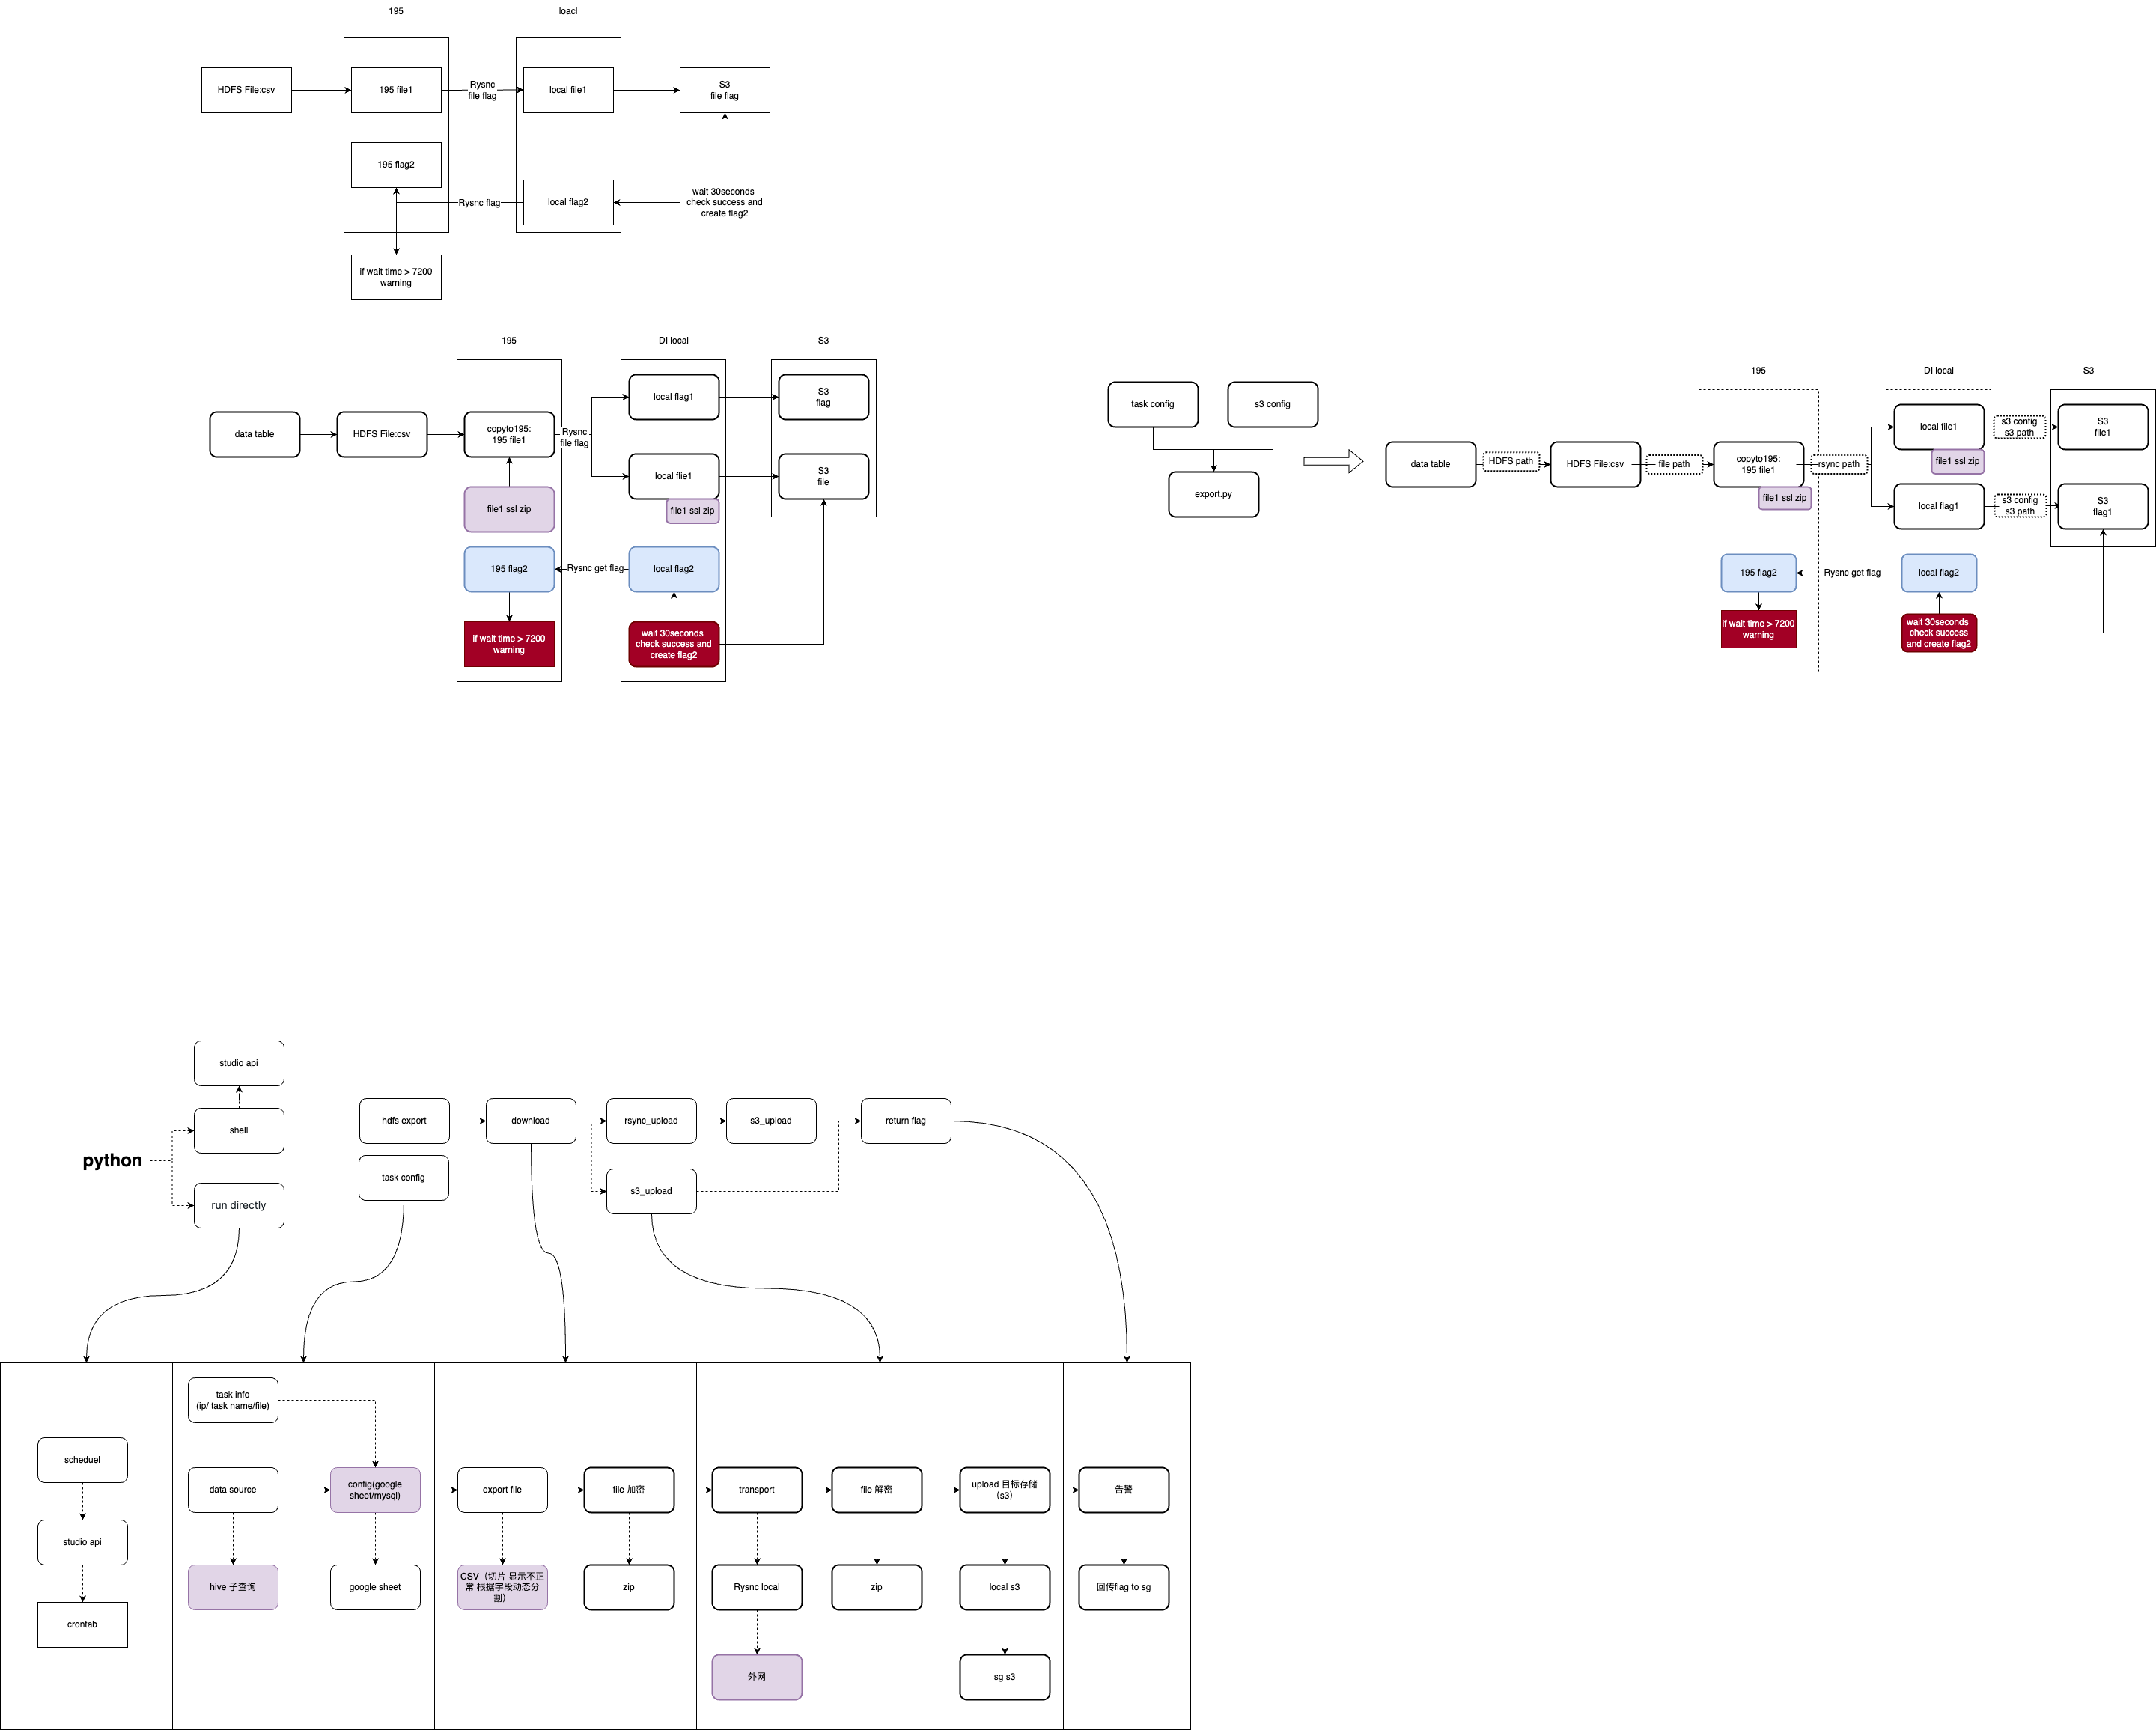 195
loacl
HDFS File:csv
195 file1
Rysnc
file flag
local file1
S3
file flag
195 flag2
Rysnc flag
local flag2
wait 30seconds
check success and
create flag2
if wait time > 7200
warning
195
DI local
S3
data table
HDFS File:csv
copyto195:
195 file1
Rysnc
file flag
local flag1
S3
flag
local flie1
S3
file
file1 ssl zip
file1 ssl zip
195 flag2
Rysnc get flag
local flag2
if wait time > 7200
warning
wait 30seconds
check success and
create flag2
task config
s3 config
export.py
195
DI local
S3
data table
HDFS path
HDFS File:csv
file path
copyto195:
195 file1
file1 ssl zip
rsync path
local file1
file1 ssl zip
s3 config
s3 path
S3
file1
local flag1
s3 config
s3 path
S3
flag1
195 flag2
Rysnc get flag
local flag2
if wait time > 7200
warning
wait 30seconds
check success
and create flag2
studio api
shell
python
run directly
hdfs export
download
rsync_upload
s3_upload
return flag
task config
s3_upload
scheduel
studio api
crontab
task info
(ip/ task name/file)
data source
config(google
sheet/mysql)
hive 子查询
google sheet
export file
file 加密
CSV（切片 显示不正
常 根据字段动态分
割）
zip
transport
file 解密
upload 目标存储
（s3）
Rysnc local
zip
local s3
外网
sg s3
告警
回传flag to sg